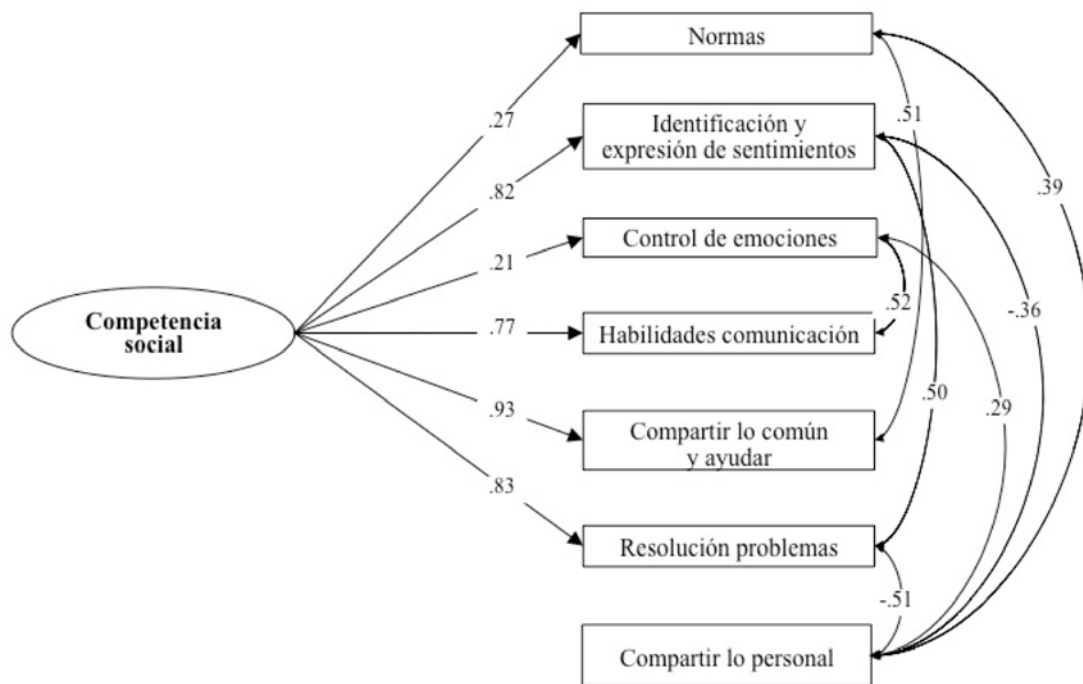 Normas
.27
.51
Identificación y
expresión de sentimientos
.82
.39
Control de emociones
.21
Competencia
social
.77
Habilidades comunicación
.52
-.36
.93
Compartir lo común
y ayudar
.50
.29
.83
Resolución problemas
-.51
Compartir lo personal